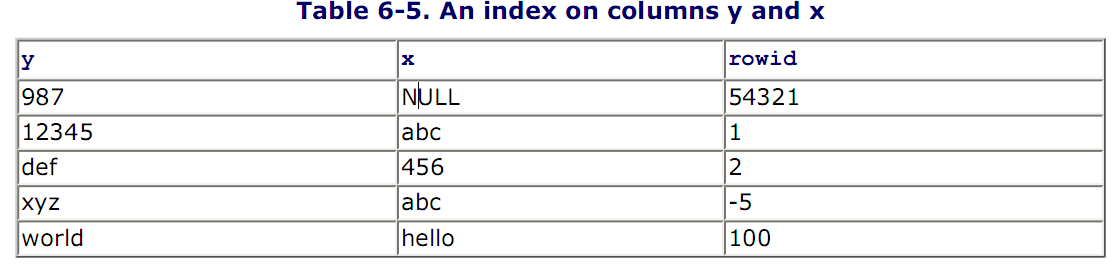 Table 6-5. An index on columns y and x
y x rowid
987 NULL 54321
12345 abc 1
def 456 2
xyz abc -5
world hello 100